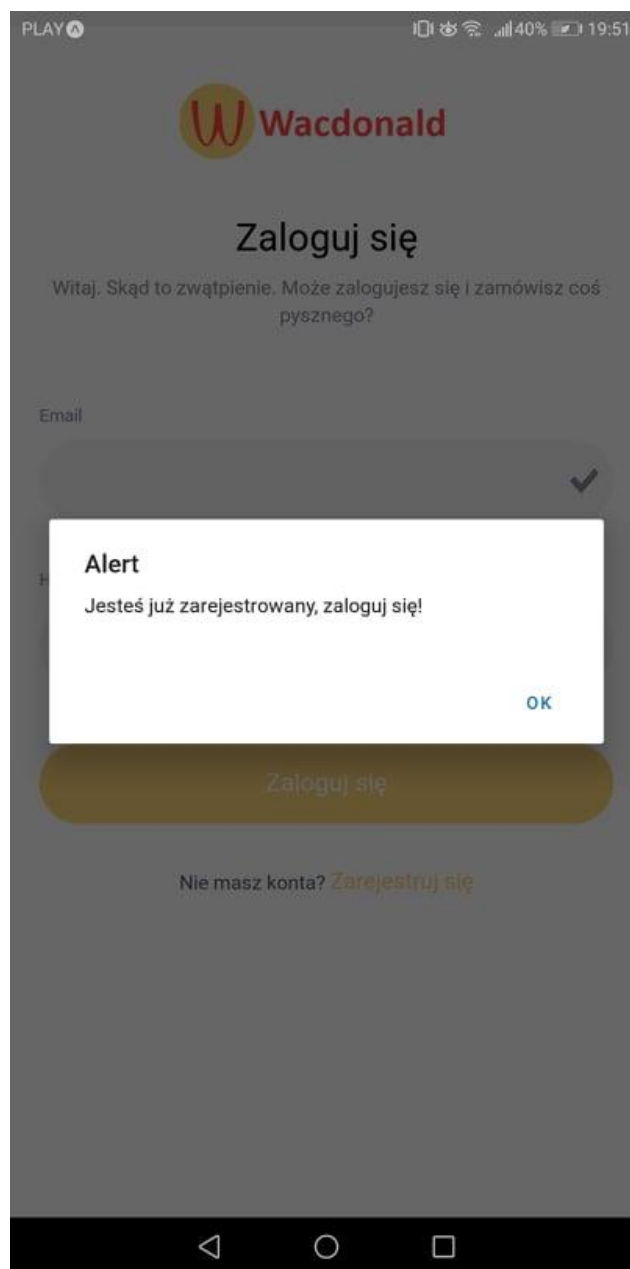 PLAY 40% 19:51
Wacdonald
Zaloguj się
Witaj. Skąd to zwątpienie. Może zalogujesz się i zamówisz coś
pysznego?
Email
H
Alert
Jesteś już zarejestrowany, zaloguj się!
OK
Zaloguj się
Nie masz konta? Zarejestruj się